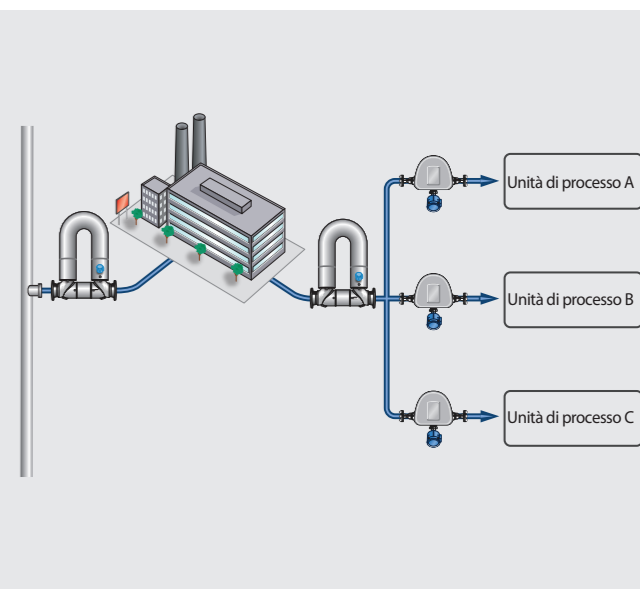 Unità di processo A
Unità di processo B
Unità di processo C